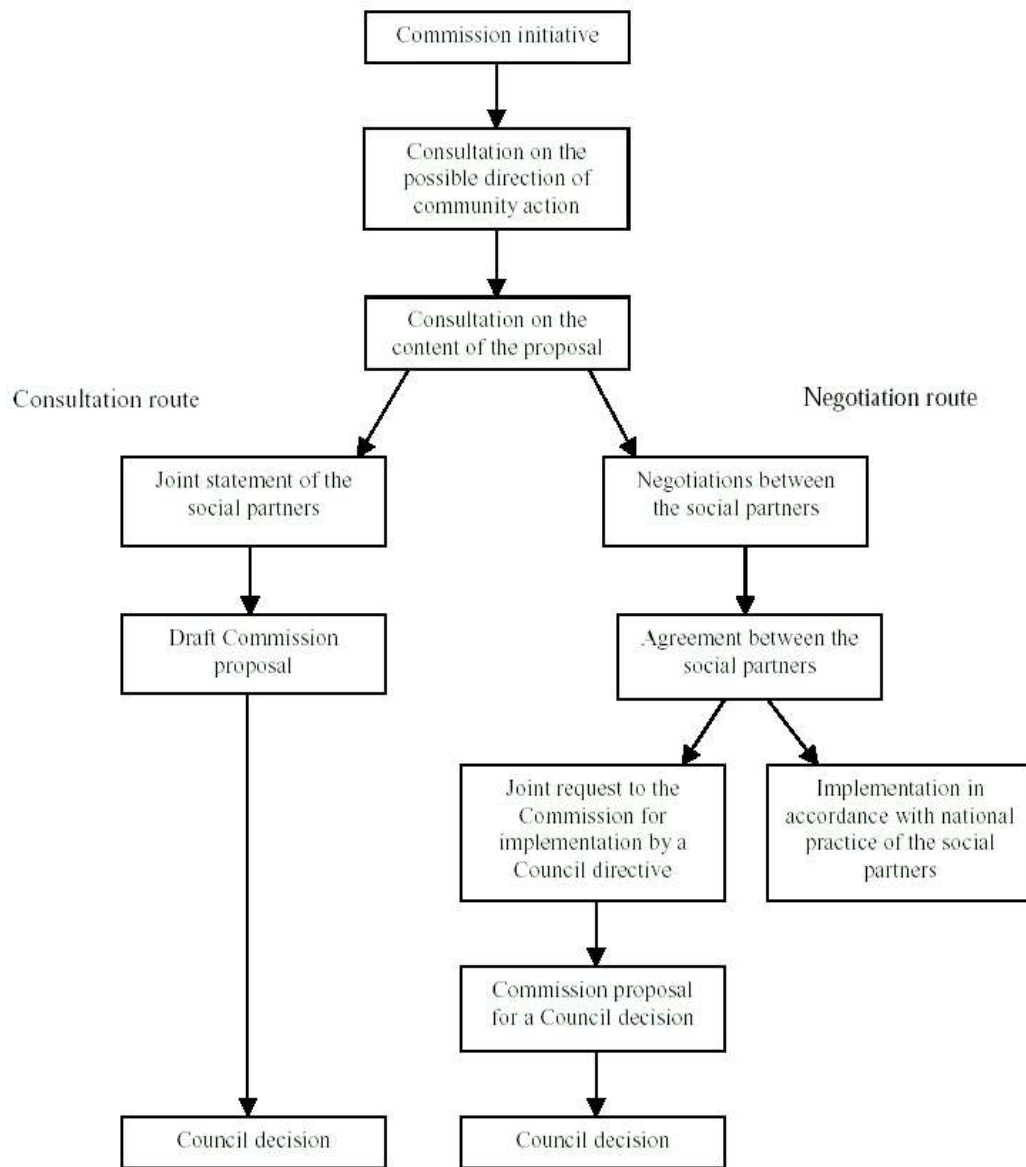 Commission initiative
Consultation on the
possible direction of
community action
Consultation on the
content of the proposal
Consultation route
Negotiation route
Joint statement of the
social partners
Negotiations between
the social partners
Draft Commission
proposal
Agreement between the
social partners
Joint request to the
Commission for
implementation by a
Council directive
Implementation in
accordance with national
practice of the social
partners
Commission proposal
for a Council decision
Council decision
Council decision